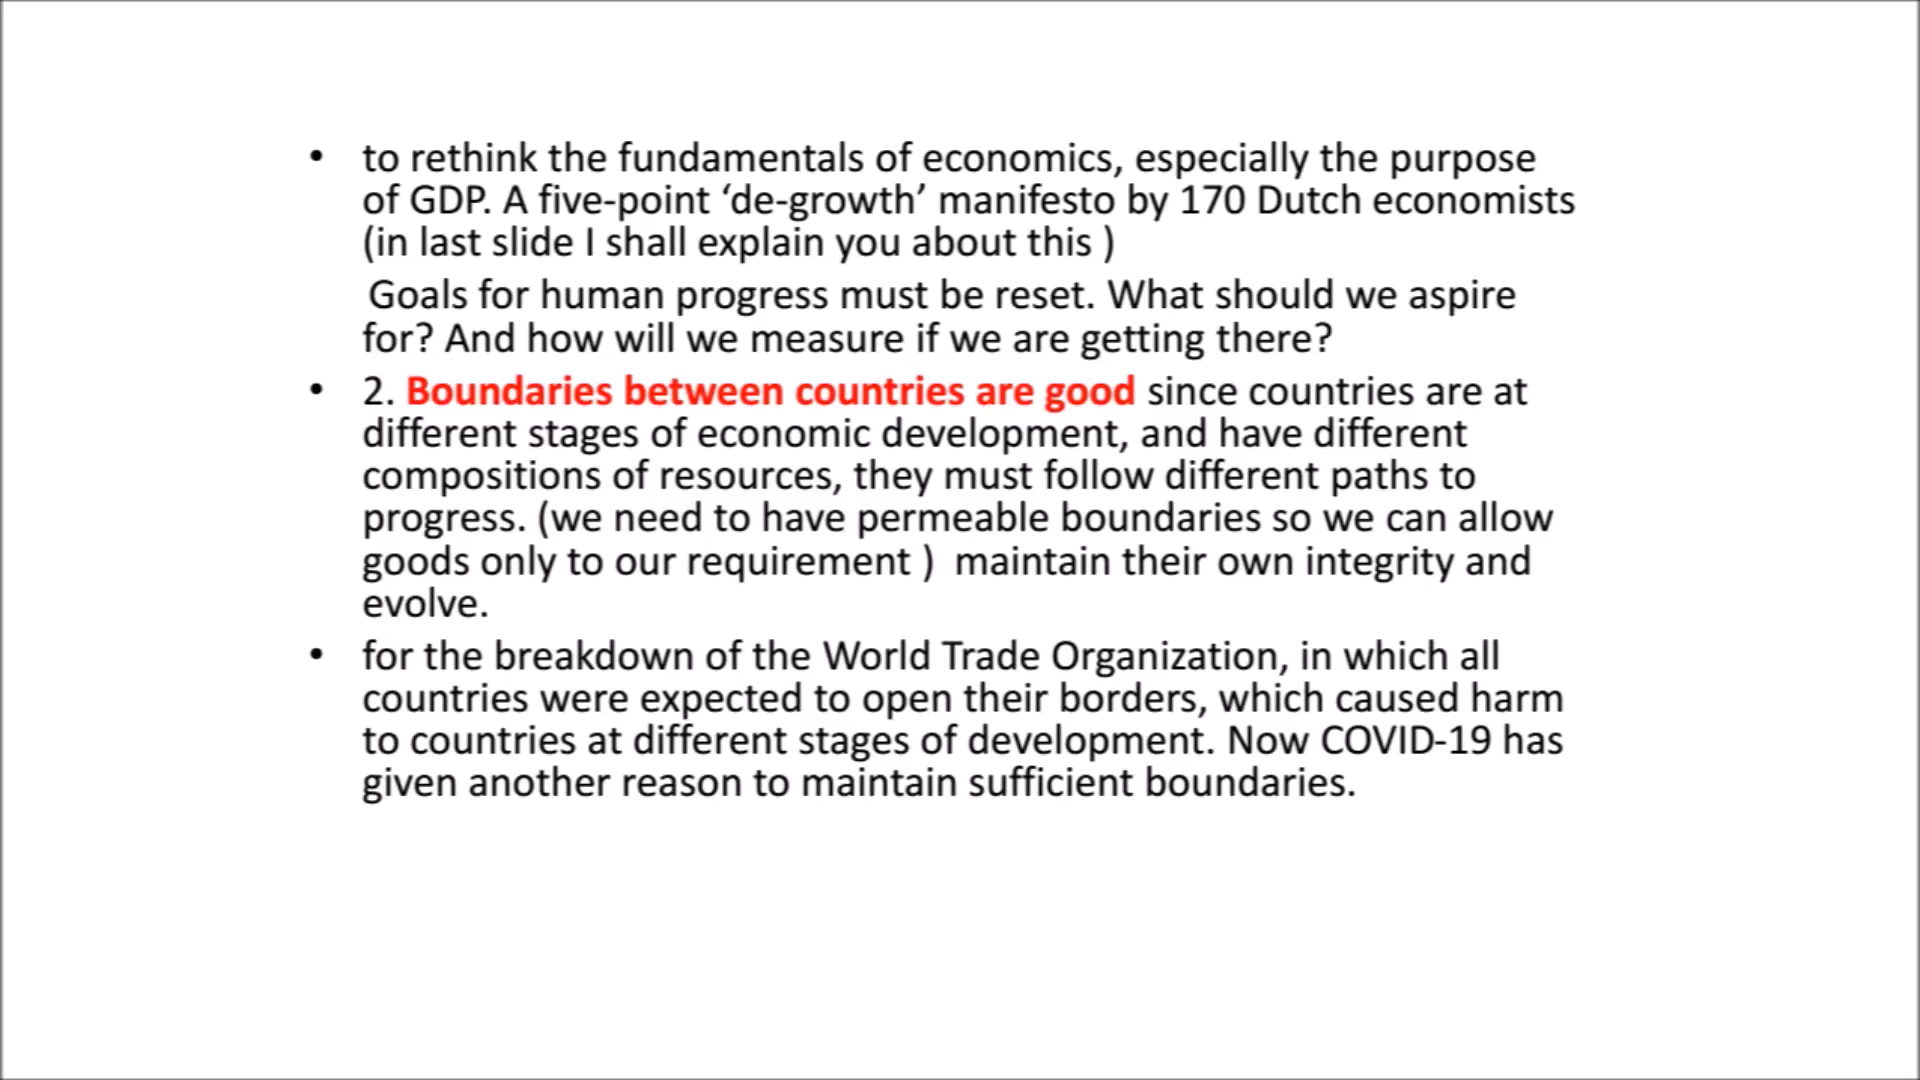 • to rethink the fundamentals of economics, especially the purpose
of GDP. A five-point ‘de-growth’ manifesto by 170 Dutch economists
(in last slide I shall explain you about this )
Goals for human progress must be reset. What should we aspire
for? And how will we measure if we are getting there?
• 2. Boundaries between countries are good since countries are at
different stages of economic development, and have different
compositions of resources, they must follow different paths to
progress. (we need to have permeable boundaries so we can allow
goods only to our requirement ) maintain their own integrity and
evolve.
• for the breakdown of the World Trade Organization, in which all
countries were expected to open their borders, which caused harm
to countries at different stages of development. Now COVID-19 has
given another reason to maintain sufficient boundaries.